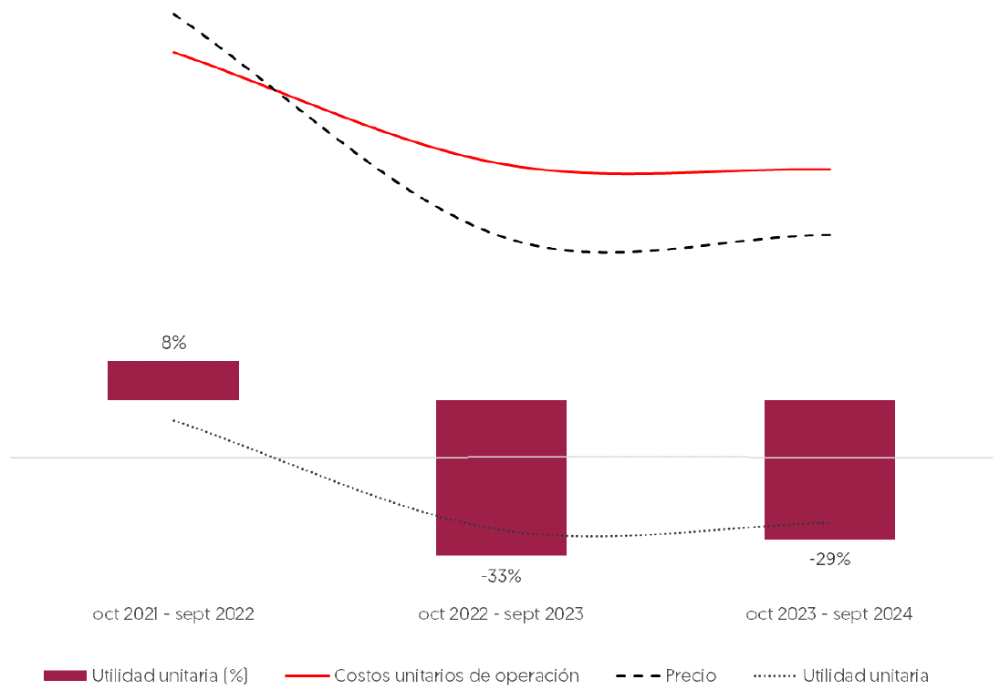 8%
-33%
-29%
oct 2021 - sept 2022
oct 2022 - sept 2023
oct 2023 - sept 2024
Utilidad unitaria (%)
Costos unitarios de operación
Precio
Utilidad unitaria